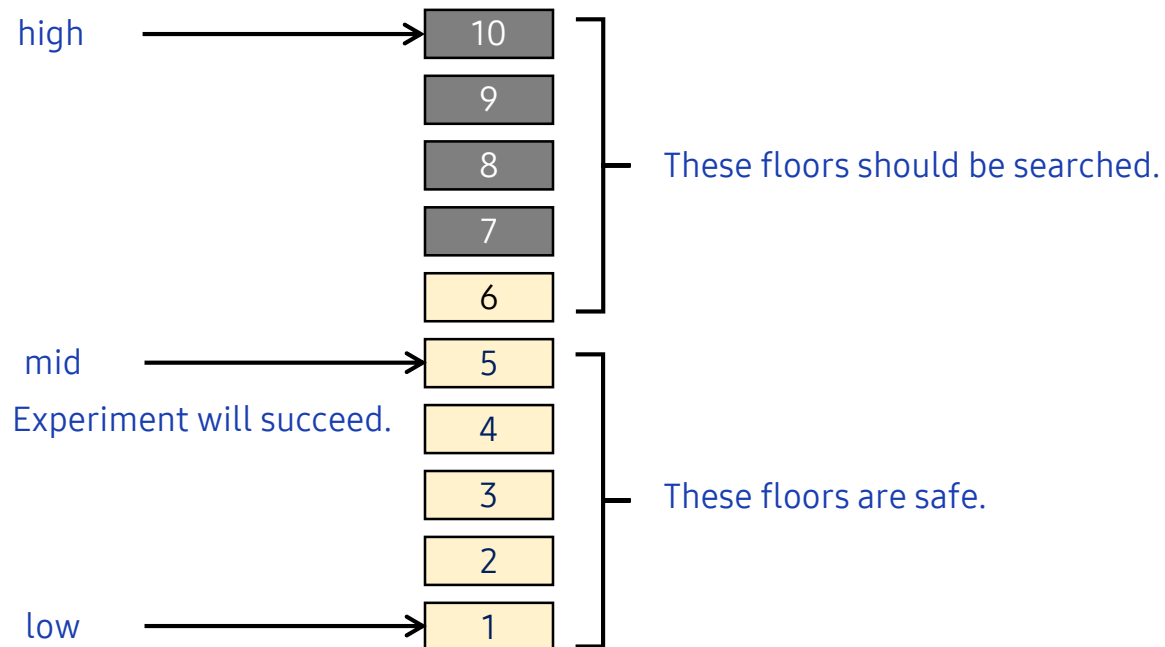 high
10
9
8
These floors should be searched.
7
6
mid
5
Experiment will succeed.
4
3
These floors are safe.
2
low
1